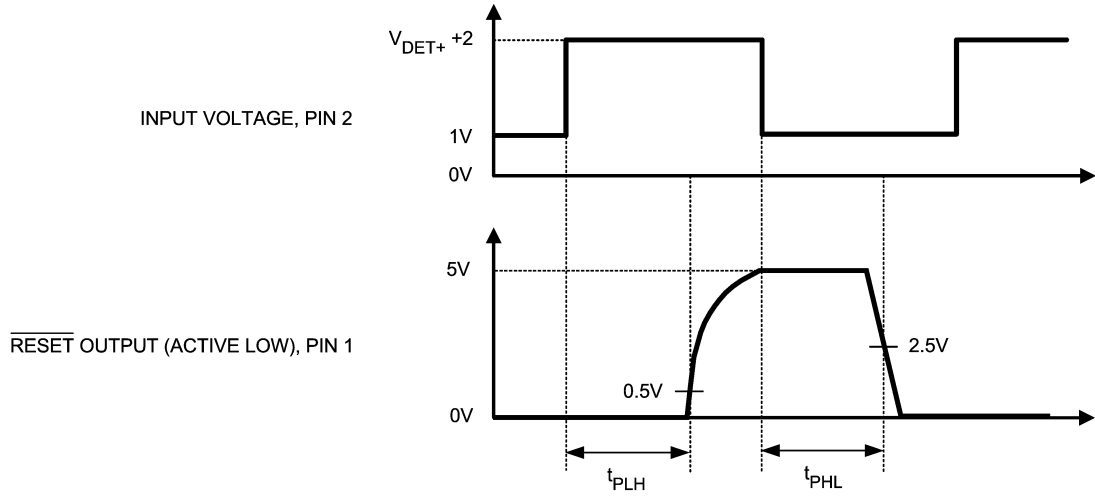 V_DET+ +2
INPUT VOLTAGE, PIN 2
1V
0V
5V
R̅E̅S̅E̅T̅ OUTPUT (ACTIVE LOW), PIN 1
2.5V
0.5V
0V
t_PLH
t_PHL